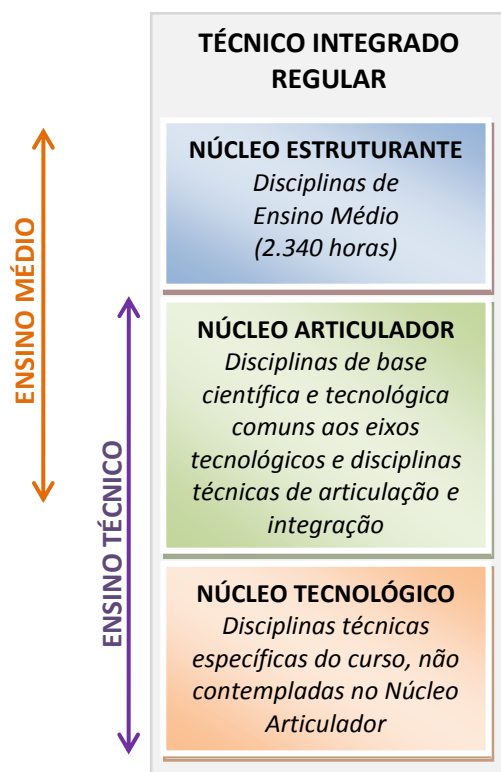 TÉCNICO INTEGRADO
REGULAR
NÚCLEO ESTRUTURANTE
Disciplinas de
Ensino Médio
(2.340 horas)
NÚCLEO ARTICULADOR
Disciplinas de base
científica e tecnológica
comuns aos eixos
tecnológicos e disciplinas
técnicas de articulação e
integração
NÚCLEO TECNOLÓGICO
Disciplinas técnicas
específicas do curso, não
contempladas no Núcleo
Articulador
ENSINO MÉDIO
ENSINO TÉCNICO